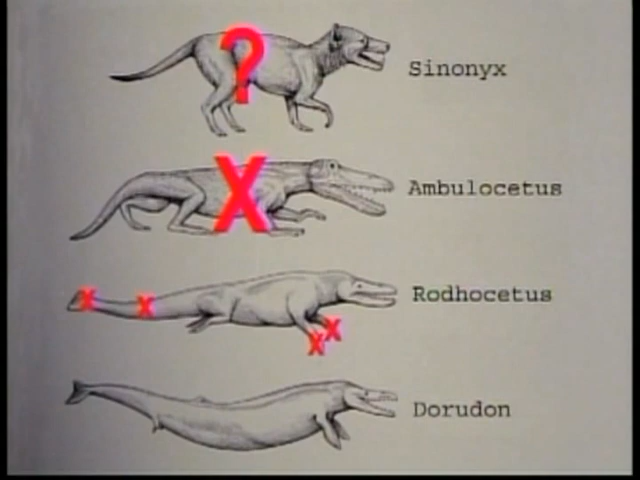 ?
Sinonyx
X
Ambulocetus
X X
Rodhocetus
X
X
Dorudon